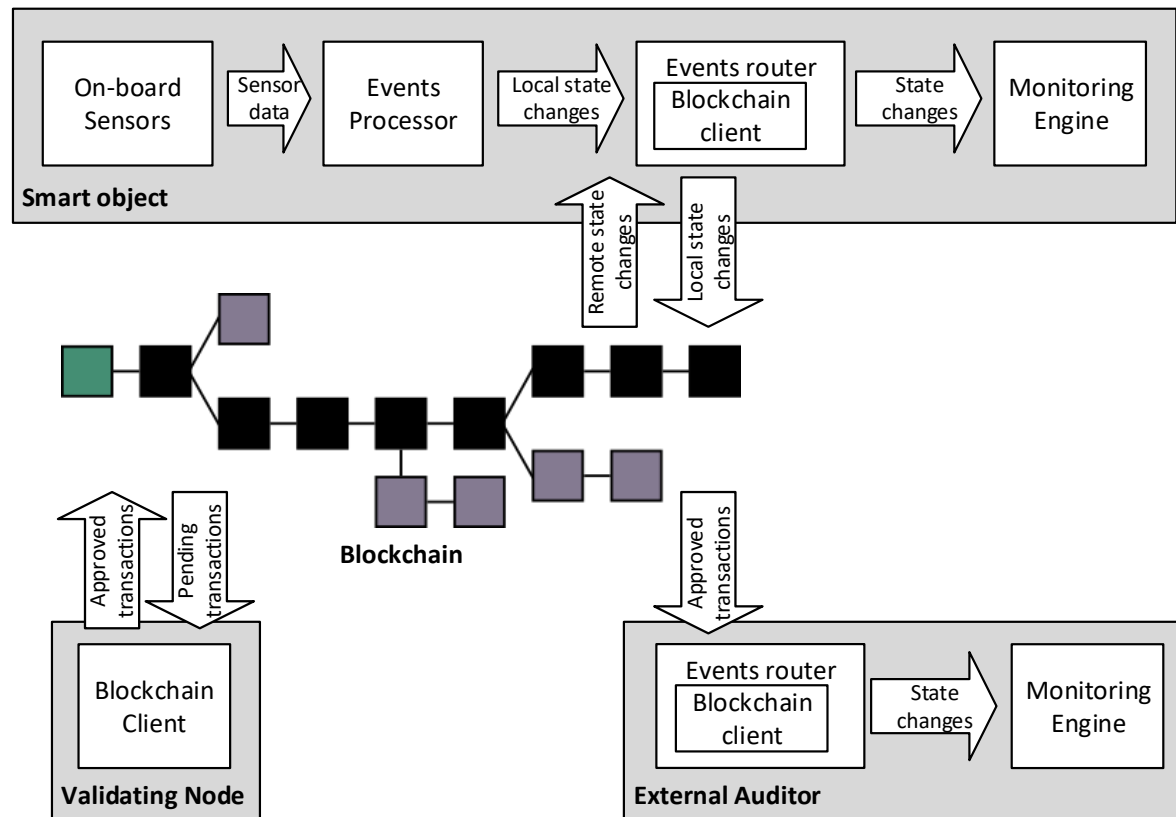 On-board
Sensors
Sensor
data
Events
Processor
Local state
changes
Events router
Blockchain
client
State
changes
Monitoring
Engine
Smart object
Remote state
changes
Local state
changes
Blockchain
Approved
transactions
Pending
transactions
Approved
transactions
Blockchain
Client
Validating Node
Events router
Blockchain
client
State
changes
Monitoring
Engine
External Auditor